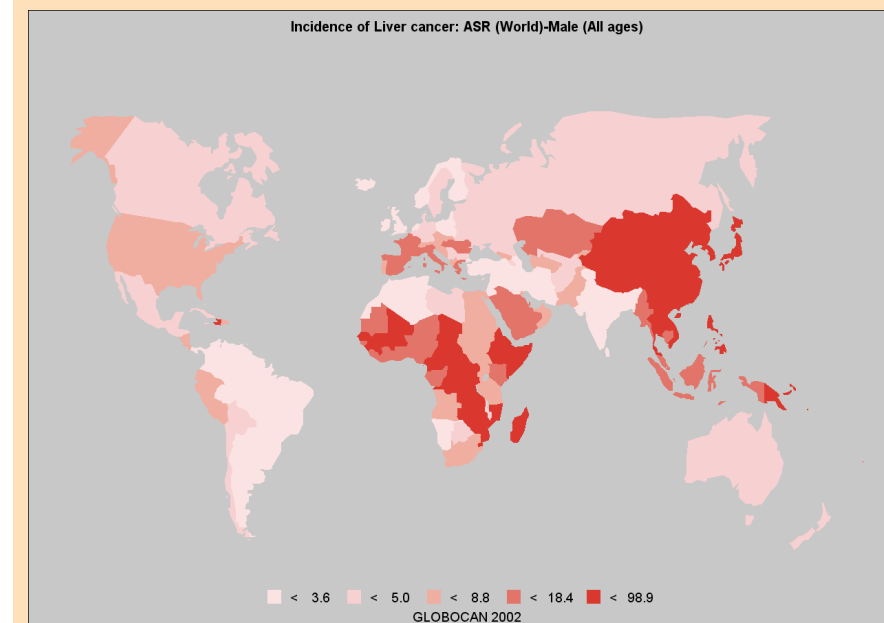 Incidence of Liver cancer: ASR (World)-Male (All ages)
< 3.6 < 5.0 < 8.8 < 18.4 < 98.9
GLOBOCAN 2002